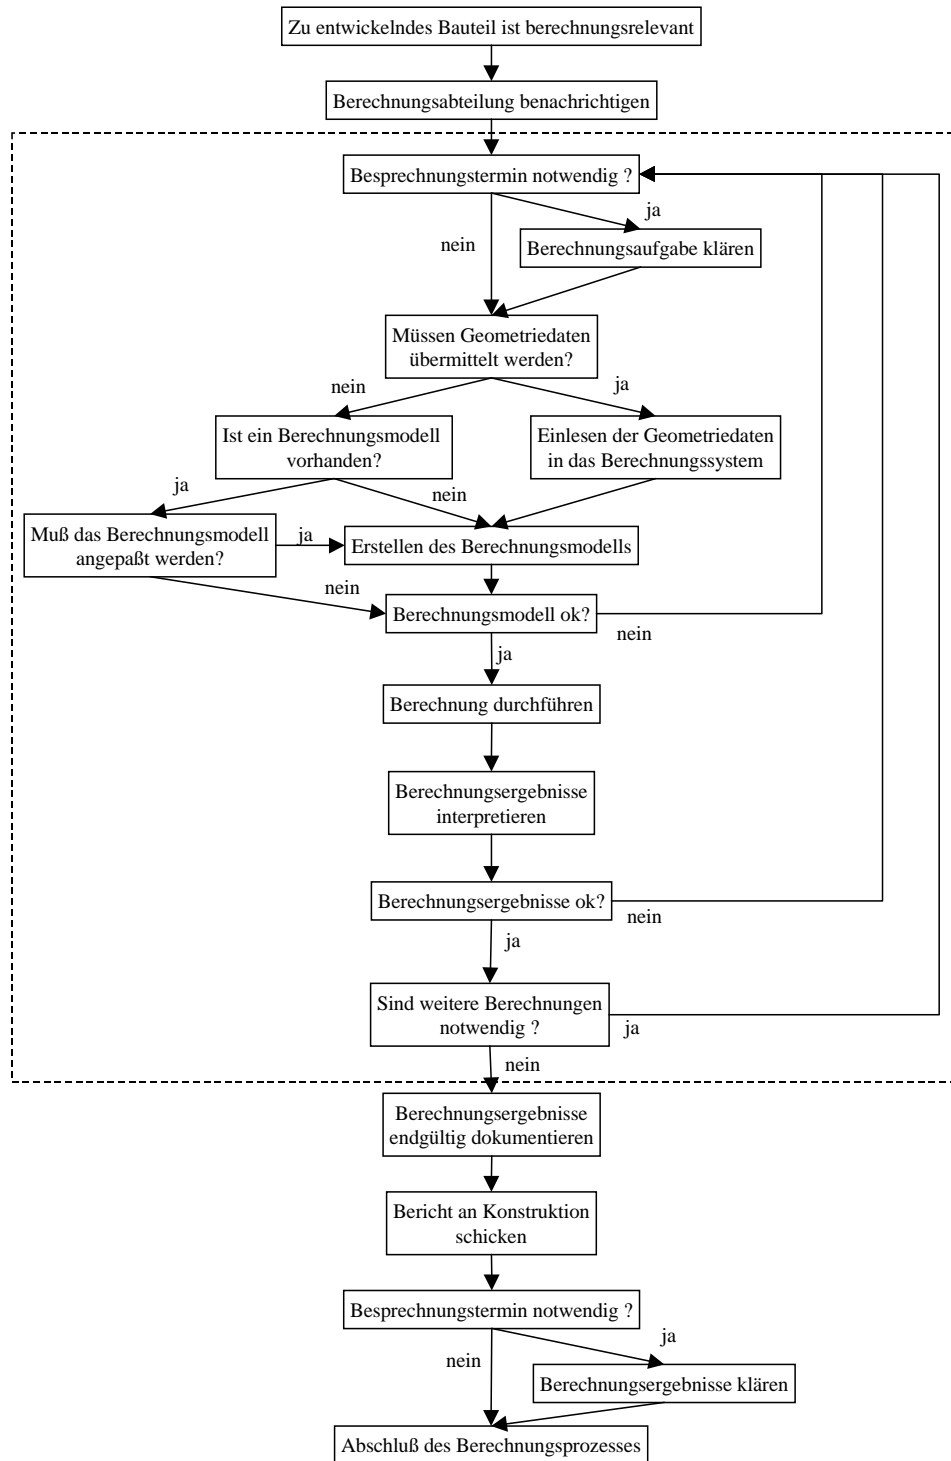 Zu entwickelndes Bauteil ist berechnungsrelevant
Berechnungsabteilung benachrichtigen
Besprechnungstermin notwendig ?
ja
nein
Berechnungsaufgabe klären
Müssen Geometriedaten
übermittelt werden?
nein
ja
Ist ein Berechnungsmodell
vorhanden?
Einlesen der Geometriedaten
in das Berechnungssystem
ja
nein
Muß das Berechnungsmodell
angepaßt werden?
ja
Erstellen des Berechnungsmodells
nein
Berechnungsmodell ok?
nein
ja
Berechnung durchführen
Berechnungsergebnisse
interpretieren
Berechnungsergebnisse ok?
nein
ja
Sind weitere Berechnungen
notwendig ?
ja
nein
Berechnungsergebnisse
endgültig dokumentieren
Bericht an Konstruktion
schicken
Besprechnungstermin notwendig ?
ja
nein
Berechnungsergebnisse klären
Abschluß des Berechnungsprozesses